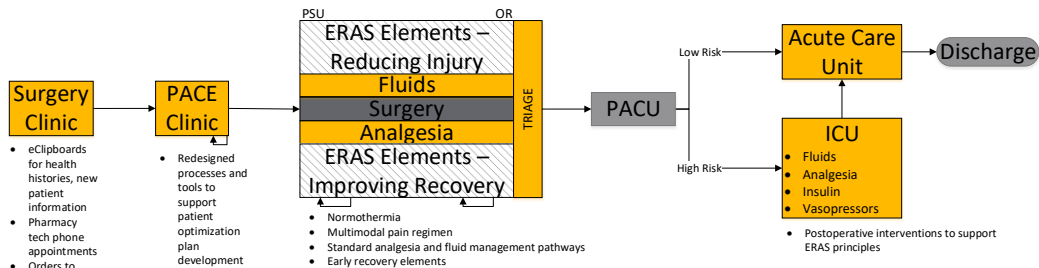 PSU
OR
ERAS Elements –
Reducing Injury
Fluids
Surgery
Analgesia
ERAS Elements –
Improving Recovery
TRIAGE
Surgery
Clinic
PACE
Clinic
PACU
Low Risk
High Risk
Acute Care
Unit
Discharge
ICU
• Fluids
• Analgesia
• Insulin
• Vasopressors
• eClipboards
for health
histories, new
patient
information
• Pharmacy
tech phone
appointments
• Orders to
• Redesigned
processes and
tools to
support
patient
optimization
plan
development
• Normothermia
• Multimodal pain regimen
• Standard analgesia and fluid management pathways
• Early recovery elements
• Postoperative interventions to support
ERAS principles